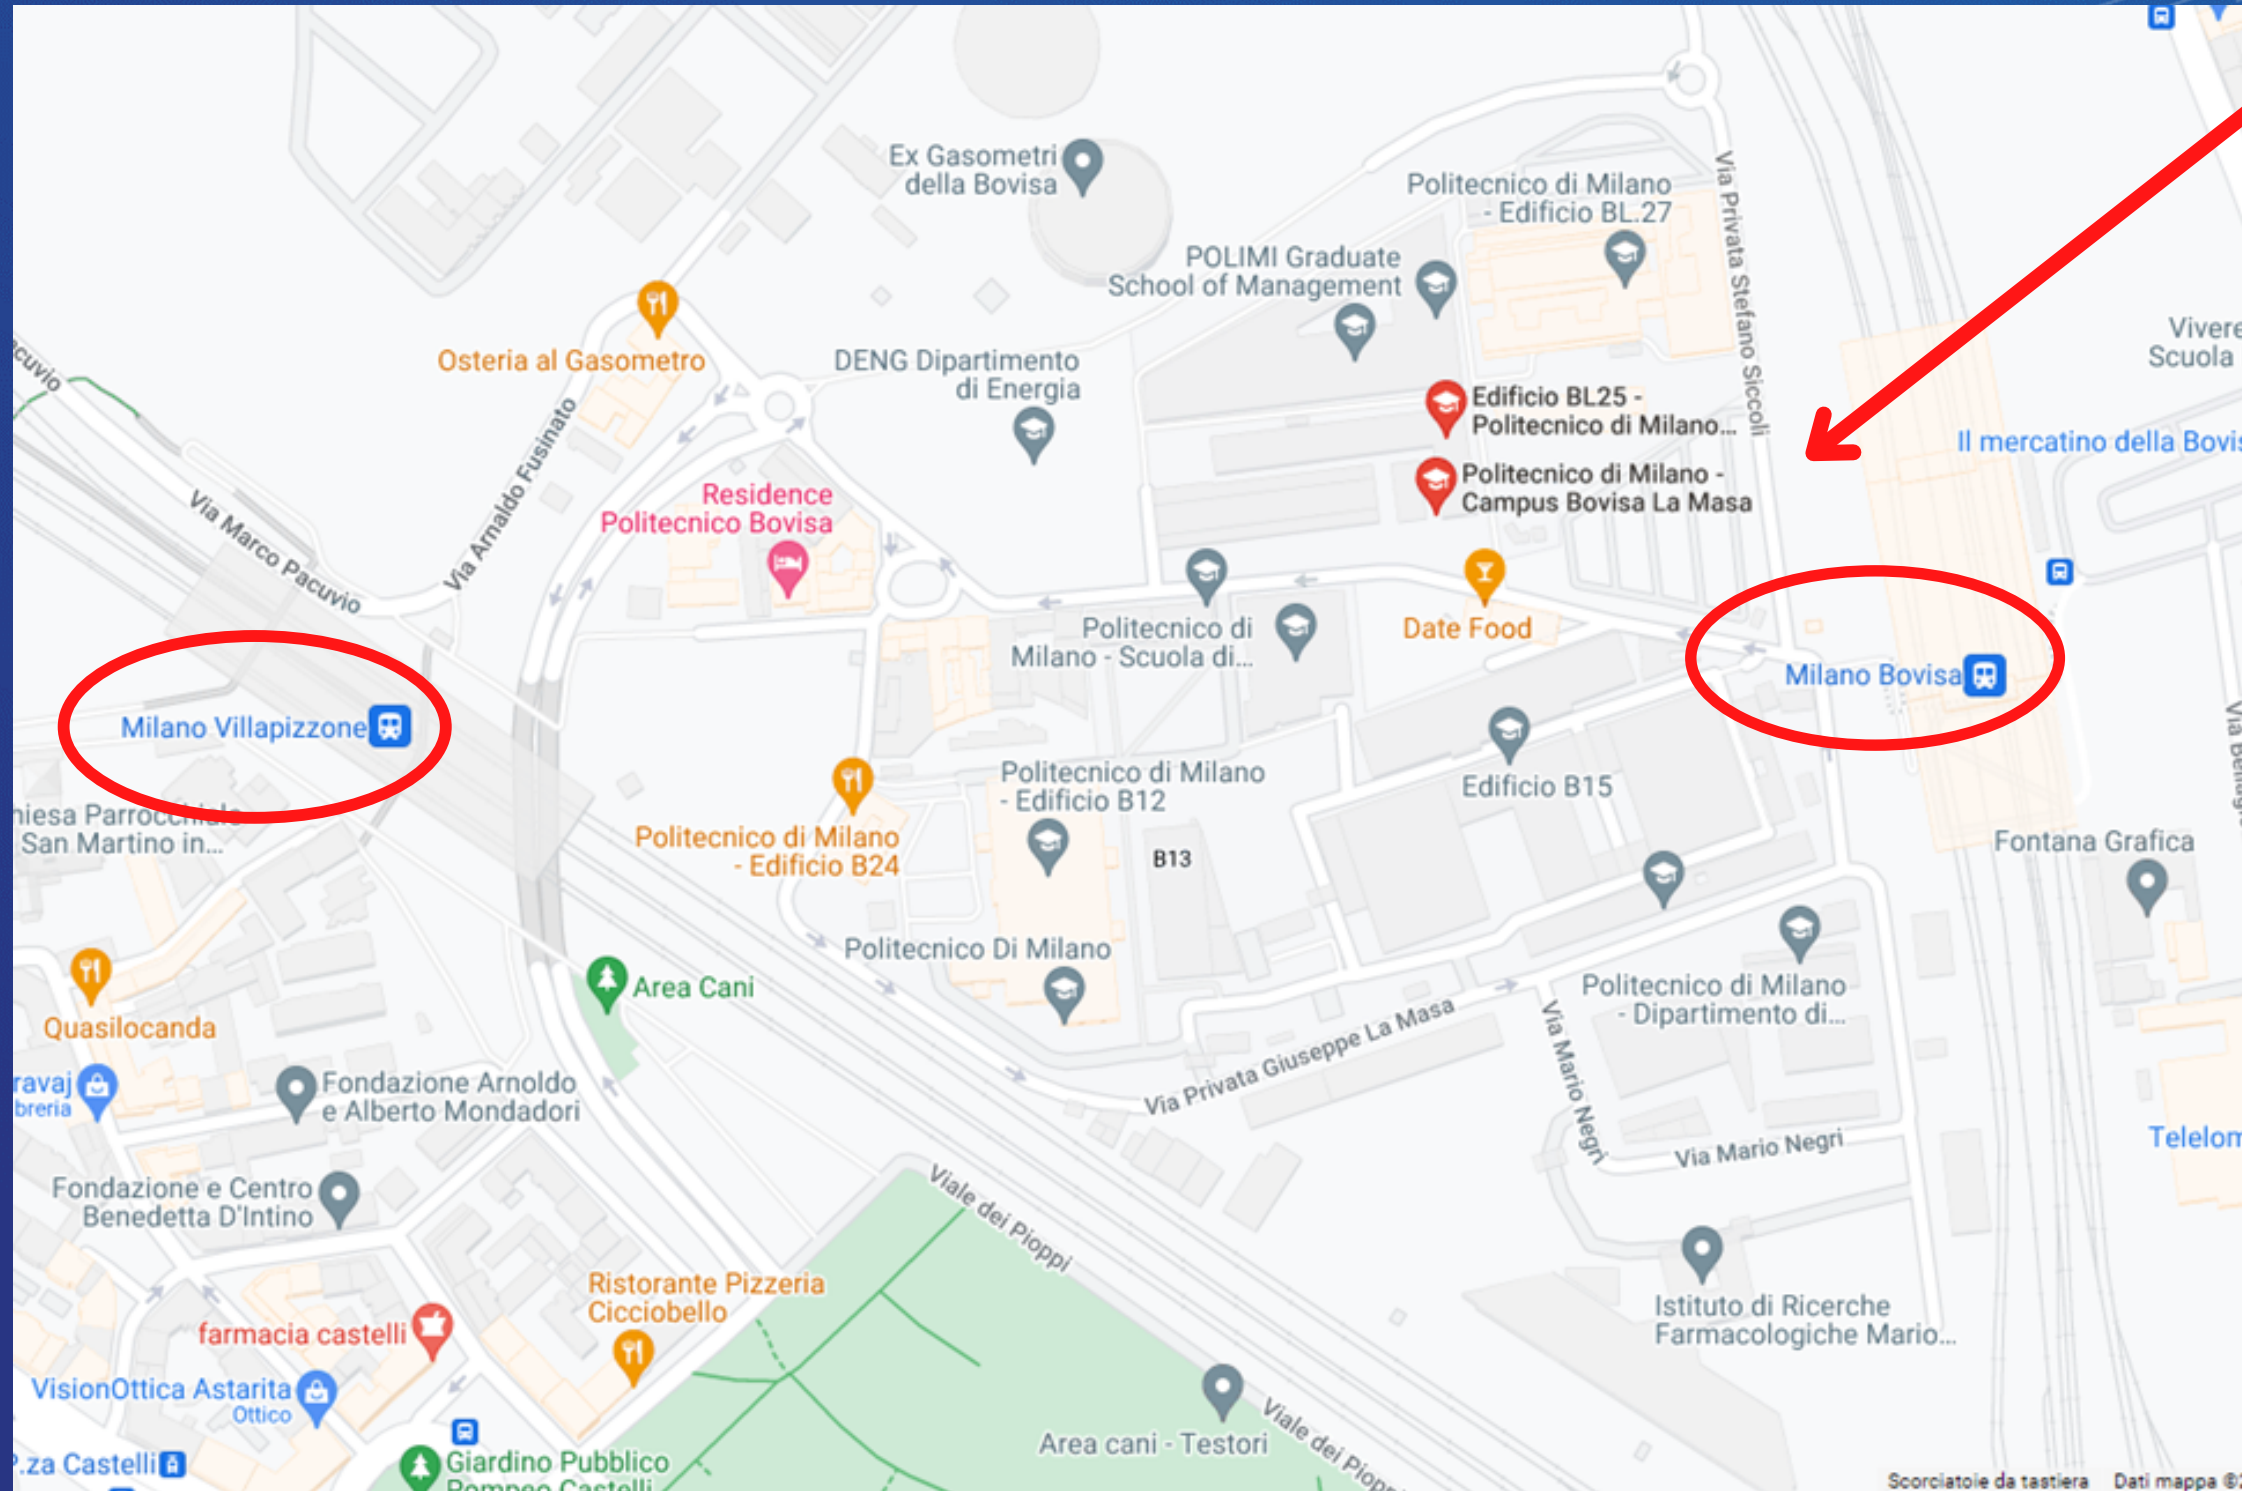 Ex Gasometri
della Bovisa
Politecnico di Milano
- Edificio BL.27
Via Privata Stefano Siccoli
POLIMI Graduate
School of Management
Vivere
Scuola
Osteria al Gasometro
DENG Dipartimento
di Energia
Edificio BL25 -
Politecnico di Milano...
Il mercatino della Bovis
Via Arnaldo Fusinato
Politecnico di Milano -
Campus Bovisa La Masa
Residence
Politecnico Bovisa
Via Marco Pacuvio
Politecnico di
Milano - Scuola di...
Date Food
Milano Bovisa
Milano Villapizzone
Edificio B15
Politecnico di Milano
- Edificio B12
San Martino in...
Politecnico di Milano
- Edificio B24
B13
Fontana Grafica
Politecnico Di Milano
Area Cani
Politecnico di Milano
- Dipartimento di...
Quasilocanda
Via Privata Giuseppe La Masa
Via Mario Negri
Fondazione Arnoldo
e Alberto Mondadori
Via Mario Negri
Telelom
Fondazione e Centro
Benedetta D'Intino
Viale dei Pioppi
Ristorante Pizzeria
Cicciobello
Istituto di Ricerche
Farmacologiche Mario...
farmacia castelli
VisionOttica Astarita
Ottico
Area cani - Testori
Viale dei Piopp
.za Castelli
Giardino Pubblico
Pompeo Castelli
Scorciatoie da tastiera Dati mappa ©